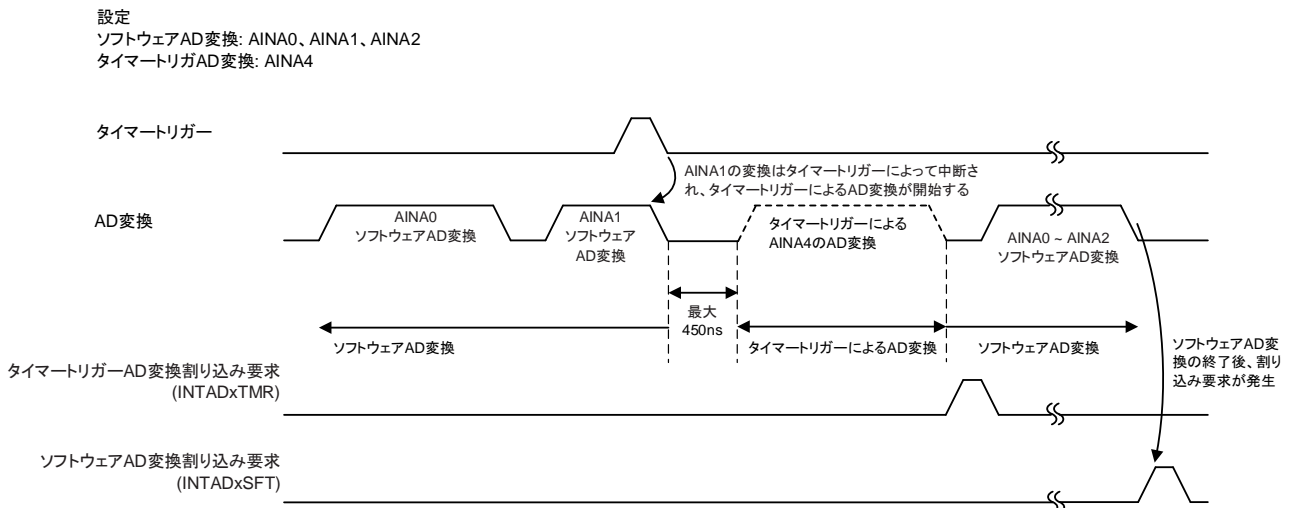 設定
ソフトウェアAD変換: AINA0、AINA1、AINA2
タイマートリガAD変換: AINA4
タイマートリガー
AINA1の変換はタイマートリガーによって中断さ
れ、タイマートリガーによるAD変換が開始する
AD変換
AINA0
ソフトウェアAD変換
AINA1
ソフトウェア
AD変換
タイマートリガーによる
AINA4のAD変換
AINA0 ~ AINA2
ソフトウェアAD変換
最大
450ns
ソフトウェアAD変換
タイマートリガーによるAD変換
ソフトウェアAD変換
ソフトウェアAD変
換の終了後、割り
込み要求が発生
タイマートリガーAD変換割り込み要求
(INTADxTMR)
ソフトウェアAD変換割り込み要求
(INTADxSFT)